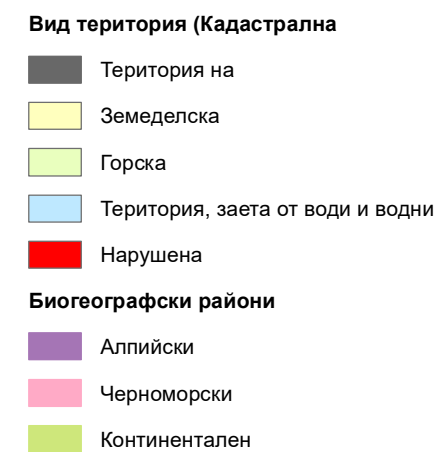 Вид територия (Кадастрална
Територия на
Земеделска
Горска
Територия, заета от води и водни
Нарушена
Биогеографски райони
Алпийски
Черноморски
Континентален